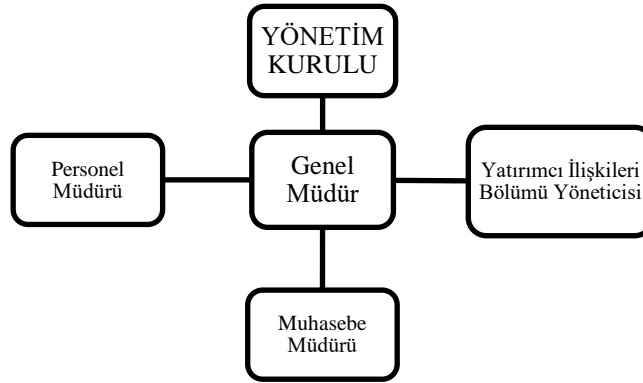 YÖNETİM
KURULU
Personel
Müdürü
Genel
Müdür
Yatırımcı İlişkileri
Bölümü Yöneticisi
Muhasebe
Müdürü